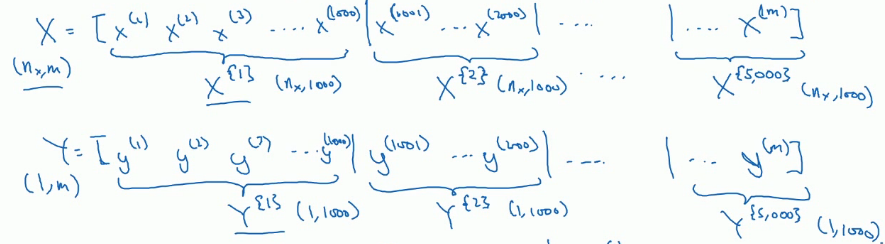 X = [ x^(1) x^(2) x^(3) .... x^(1000) | x^(1001) ... x^(2000) | .... | .... x^(m) ]
(n_x, m) X^{1} (n_x, 1000) X^{2} (n_x, 1000) .... X^{5,000} (n_x, 1000)
Y = [ y^(1) y^(2) y^(3) ... y^(1000) | y^(1001) ... y^(2000) | .... | ... y^(m) ]
(1, m) Y^{1} (1, 1000) Y^{2} (1, 1000) Y^{5,000} (1, 1000)